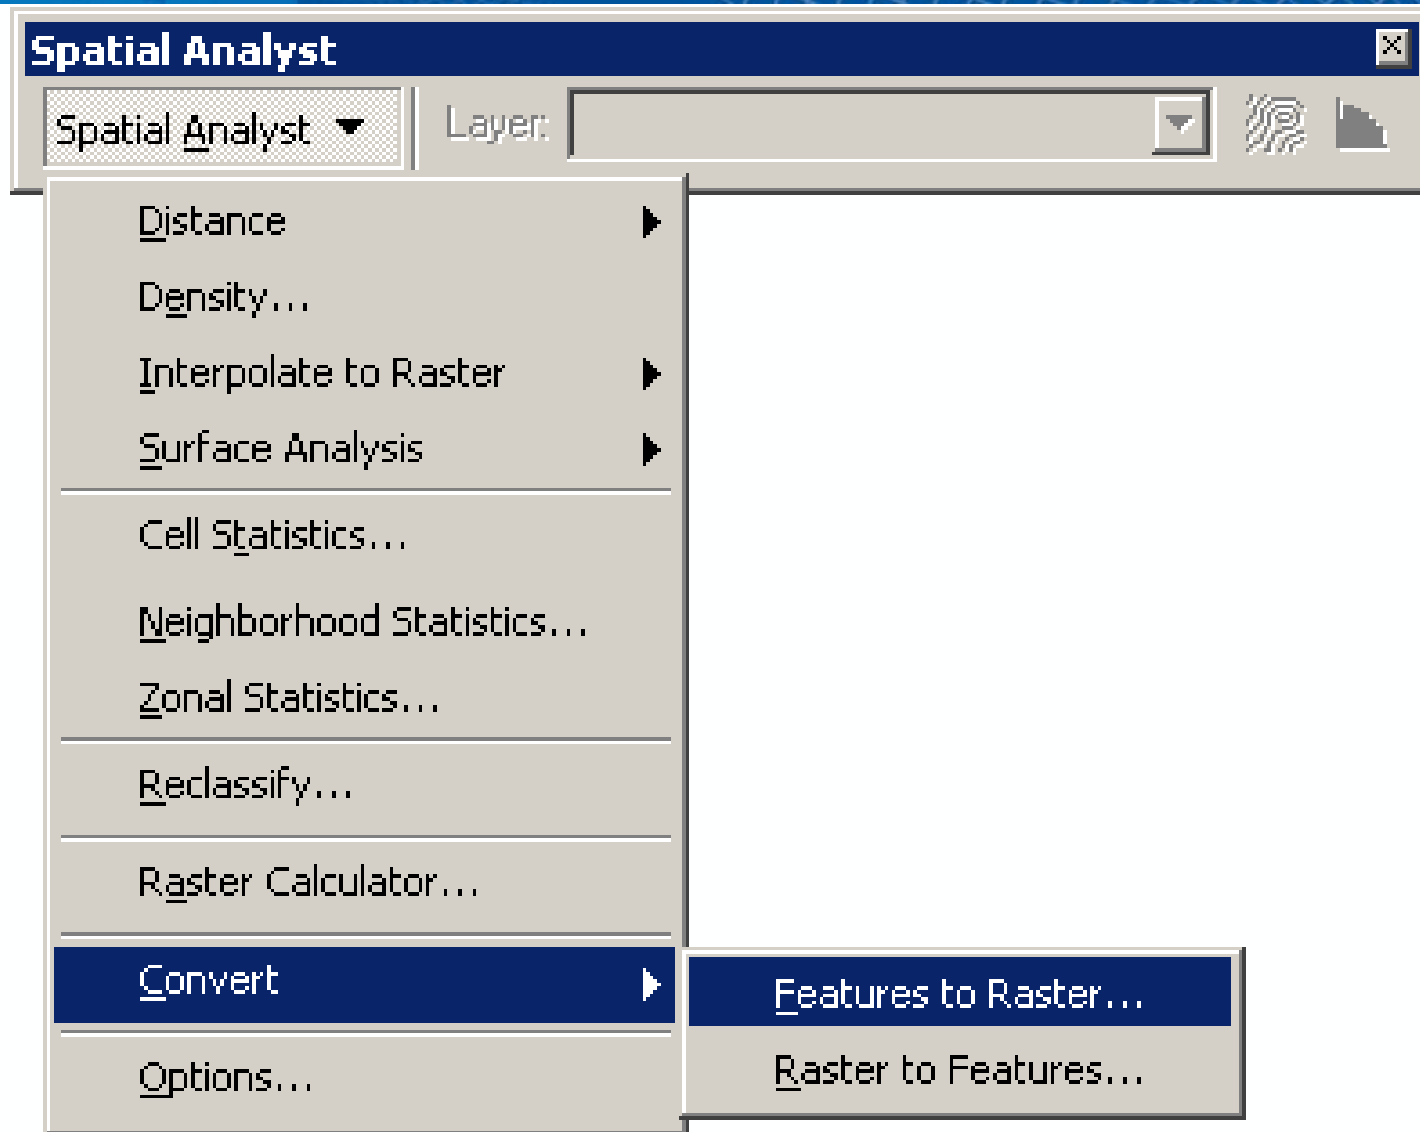 Spatial Analyst
Spatial Analyst Layer:
Distance
Density...
Interpolate to Raster
Surface Analysis
Cell Statistics...
Neighborhood Statistics...
Zonal Statistics...
Reclassify...
Raster Calculator...
Convert
Features to Raster...
Raster to Features...
Options...